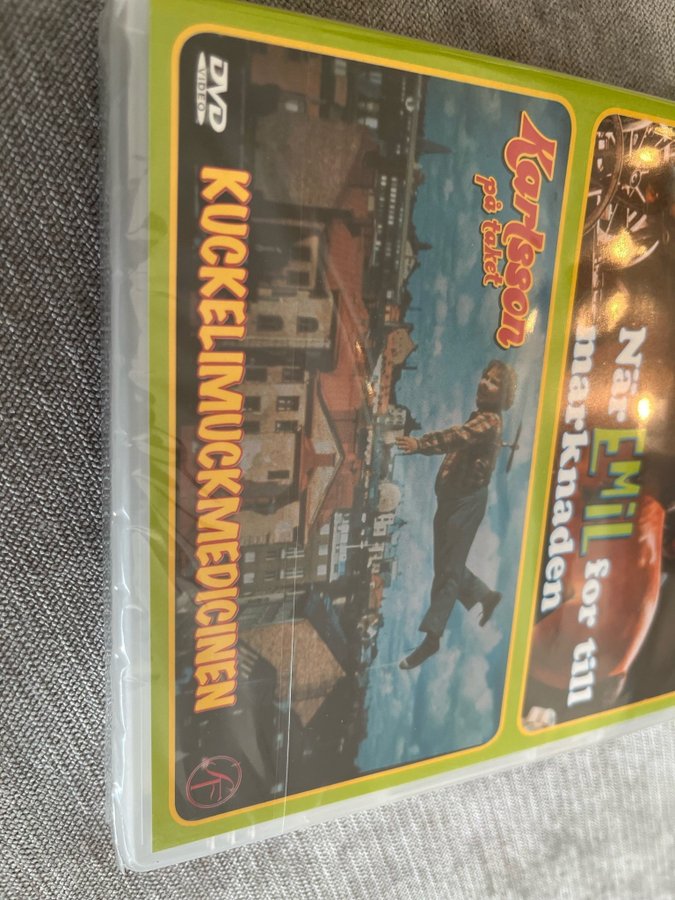 När EMIL for till
marknaden
Karlsson
på taket
DVD
VIDEO
KUCKELIMUCKMEDICINEN